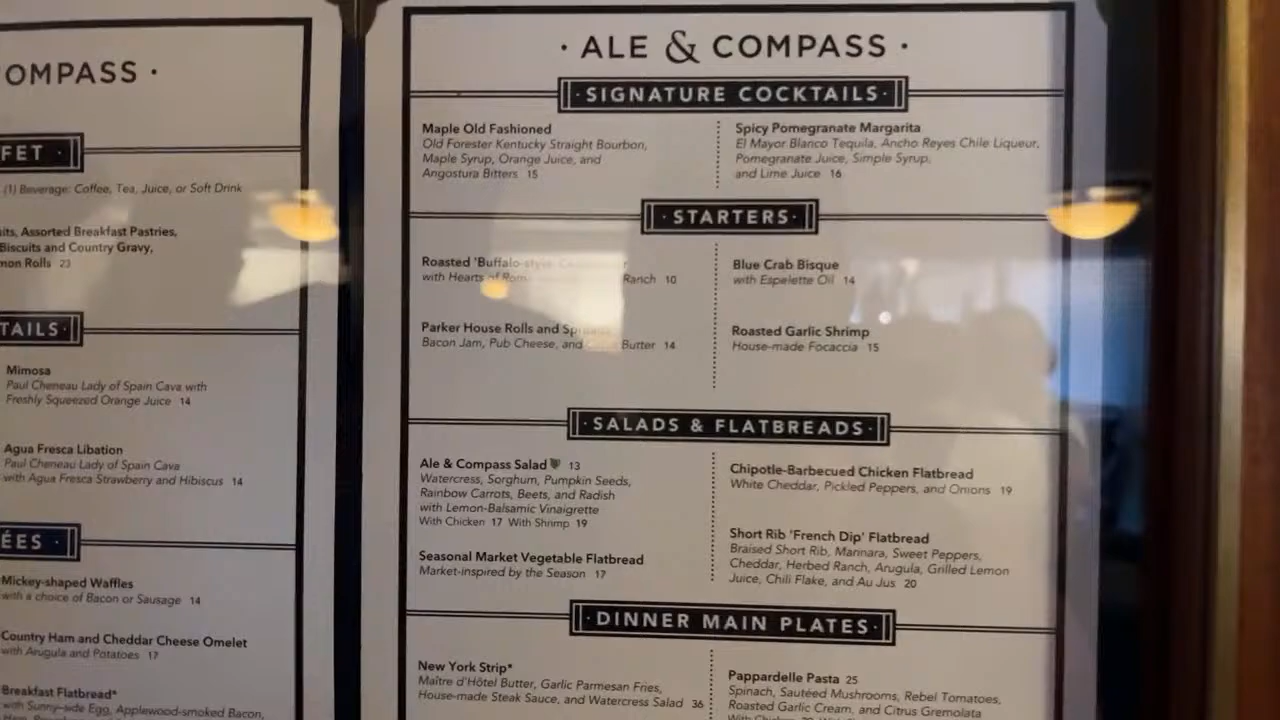 OMPASS ·
FET ·
(1) Beverage: Coffee, Tea, Juice, or Soft Drink
its, Assorted Breakfast Pastries,
Biscuits and Country Gravy,
mon Rolls 23
TAILS ·
Mimosa
Paul Cheneau Lady of Spain Cava with
Freshly Squeezed Orange Juice 14
Agua Fresca Libation
Paul Cheneau Lady of Spain Cava
with Agua Fresca Strawberry and Hibiscus 14
ÉES ·
Mickey-shaped Waffles
with a choice of Bacon or Sausage 14
Country Ham and Cheddar Cheese Omelet
with Arugula and Potatoes 17
Breakfast Flatbread*
with Sunny-side Egg, Applewood-smoked Bacon,
· ALE & COMPASS ·
· SIGNATURE COCKTAILS ·
Maple Old Fashioned
Old Forester Kentucky Straight Bourbon,
Maple Syrup, Orange Juice, and
Angostura Bitters 15
Spicy Pomegranate Margarita
El Mayor Blanco Tequila, Ancho Reyes Chile Liqueur,
Pomegranate Juice, Simple Syrup,
and Lime Juice 16
· STARTERS ·
Roasted 'Buffalo-style
with Hearts of Ranch 10
Parker House Rolls and
Bacon Jam, Pub Cheese, and Butter 14
Blue Crab Bisque
with Espelette Oil 14
Roasted Garlic Shrimp
House-made Focaccia 15
· SALADS & FLATBREADS ·
Ale & Compass Salad 13
Watercress, Sorghum, Pumpkin Seeds,
Rainbow Carrots, Beets, and Radish
with Lemon-Balsamic Vinaigrette
With Chicken 17 With Shrimp 19
Seasonal Market Vegetable Flatbread
Market-inspired by the Season 17
Chipotle-Barbecued Chicken Flatbread
White Cheddar, Pickled Peppers, and Onions 19
Short Rib 'French Dip' Flatbread
Braised Short Rib, Marinara, Sweet Peppers,
Cheddar, Herbed Ranch, Arugula, Grilled Lemon
Juice, Chili Flake, and Au Jus 20
· DINNER MAIN PLATES ·
New York Strip*
Maître d'Hôtel Butter, Garlic Parmesan Fries,
House-made Steak Sauce, and Watercress Salad 36
Pappardelle Pasta 25
Spinach, Sautéed Mushrooms, Rebel Tomatoes,
Roasted Garlic Cream, and Citrus Gremolata